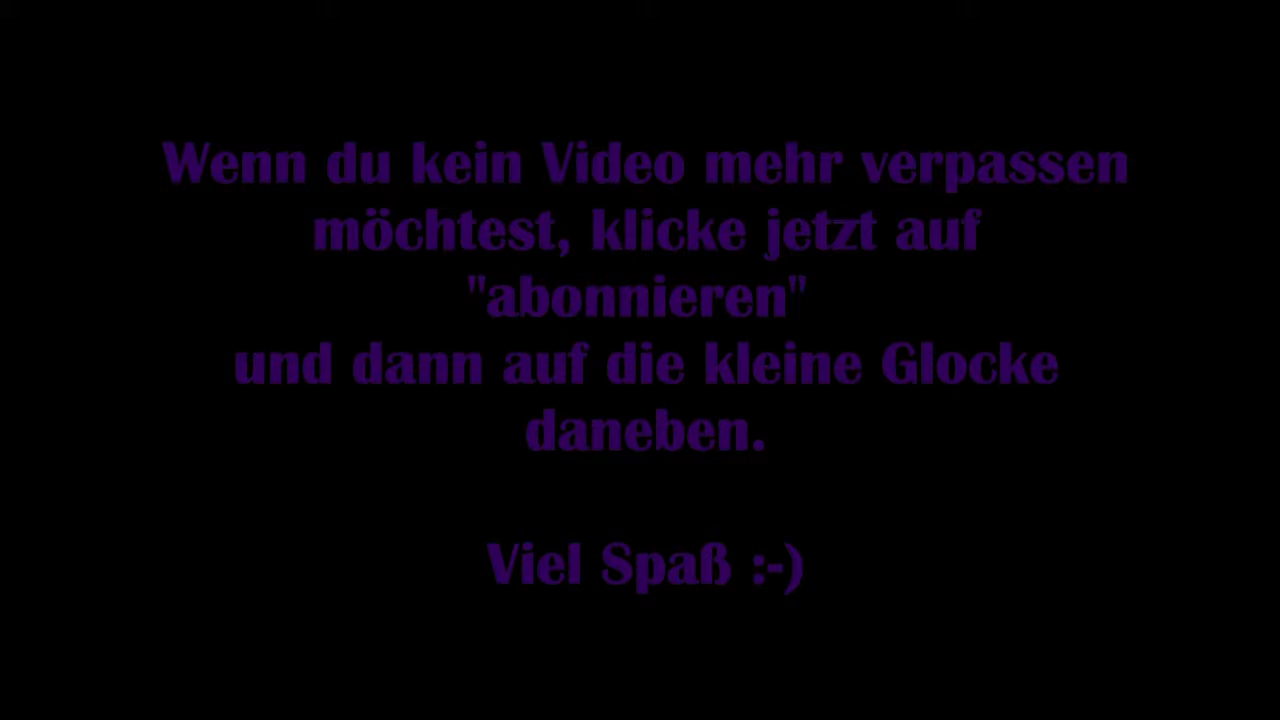 Wenn du kein Video mehr verpassen
möchtest, klicke jetzt auf
"abonnieren"
und dann auf die kleine Glocke
daneben.
Viel Spaß :-)